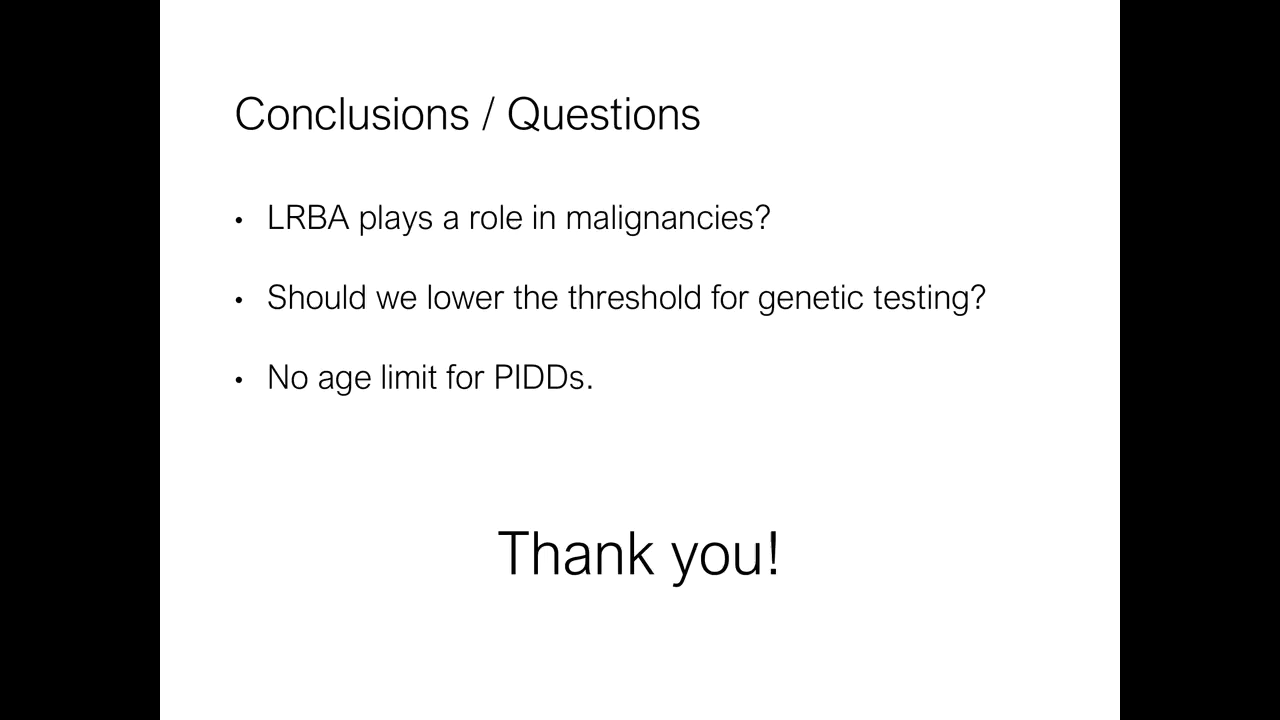 Conclusions / Questions
• LRBA plays a role in malignancies?
• Should we lower the threshold for genetic testing?
• No age limit for PIDDs.
Thank you!